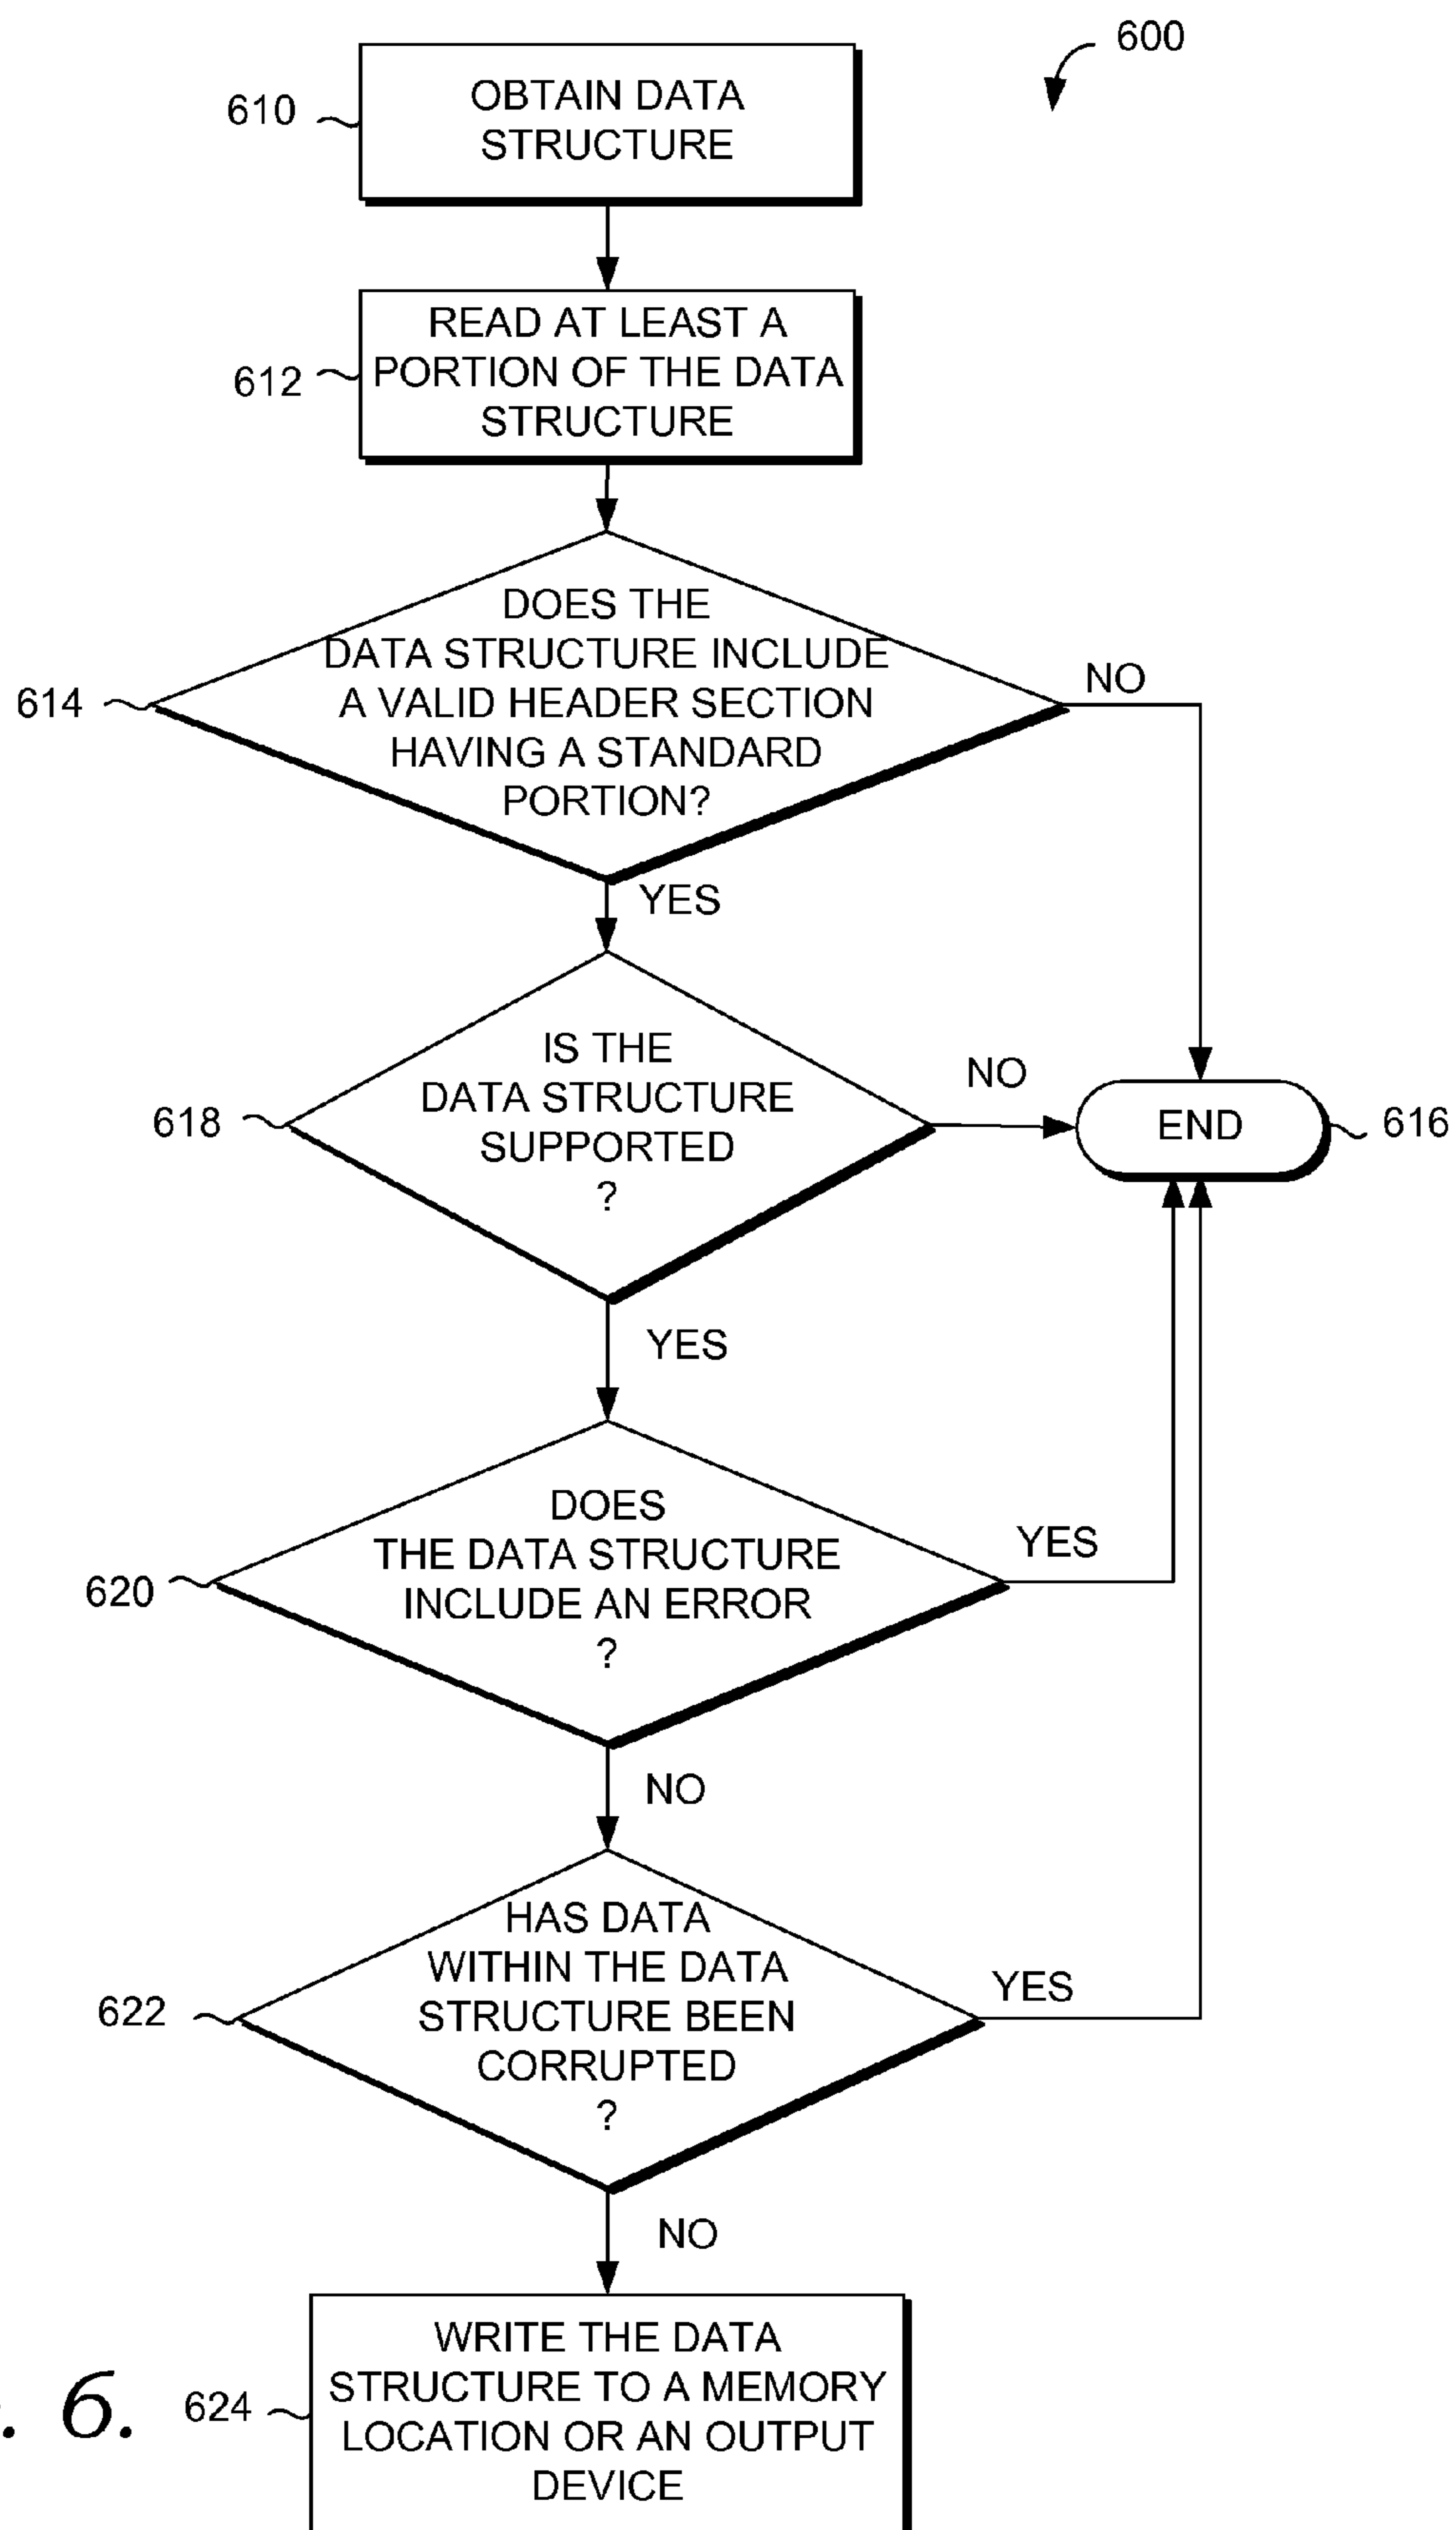 600
610
OBTAIN DATA
STRUCTURE
612
READ AT LEAST A
PORTION OF THE DATA
STRUCTURE
614
DOES THE
DATA STRUCTURE INCLUDE
A VALID HEADER SECTION
HAVING A STANDARD
PORTION?
NO
YES
618
IS THE
DATA STRUCTURE
SUPPORTED
?
NO
END
616
YES
620
DOES
THE DATA STRUCTURE
INCLUDE AN ERROR
?
YES
NO
622
HAS DATA
WITHIN THE DATA
STRUCTURE BEEN
CORRUPTED
?
YES
NO
624
WRITE THE DATA
STRUCTURE TO A MEMORY
LOCATION OR AN OUTPUT
DEVICE
. 6.